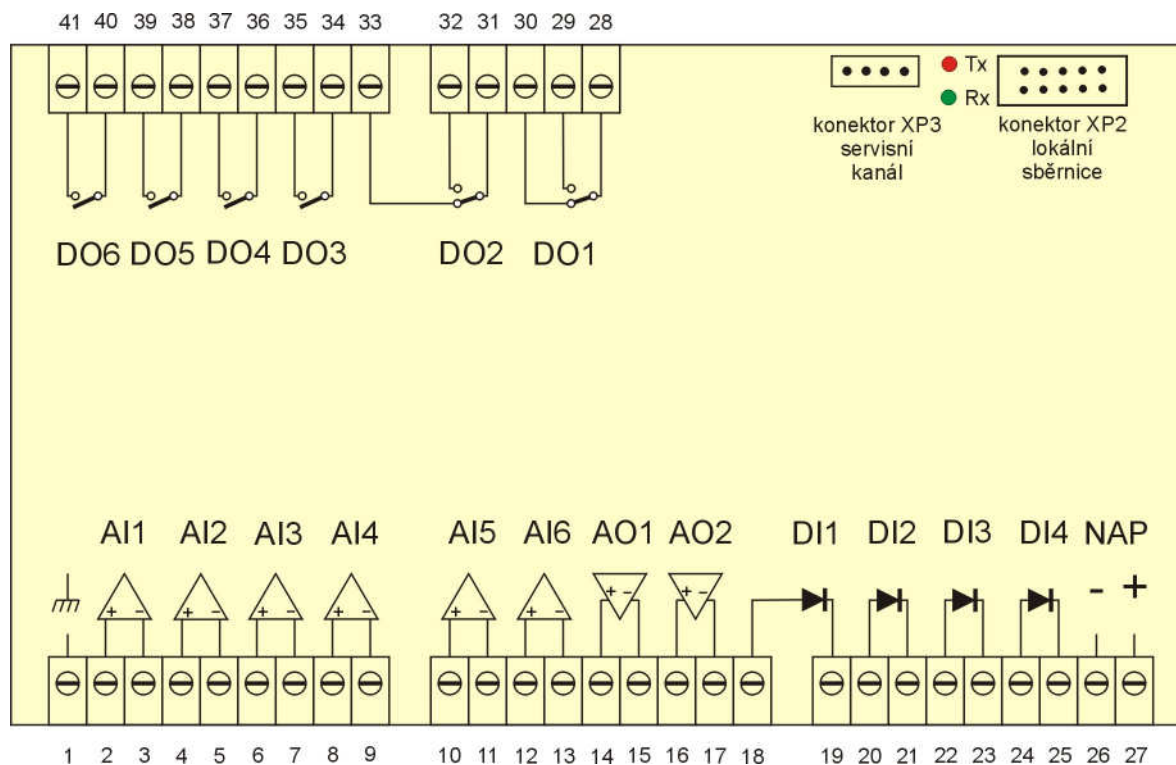 41 40 39 38 37 36 35 34 33 32 31 30 29 28
Tx
Rx
konektor XP3
servisní
kanál
konektor XP2
lokální
sběrnice
DO6 DO5 DO4 DO3 DO2 DO1
AI1 AI2 AI3 AI4 AI5 AI6 AO1 AO2 DI1 DI2 DI3 DI4 NAP
+ - + - + - + - + - + - + - + - - +
1 2 3 4 5 6 7 8 9 10 11 12 13 14 15 16 17 18 19 20 21 22 23 24 25 26 27